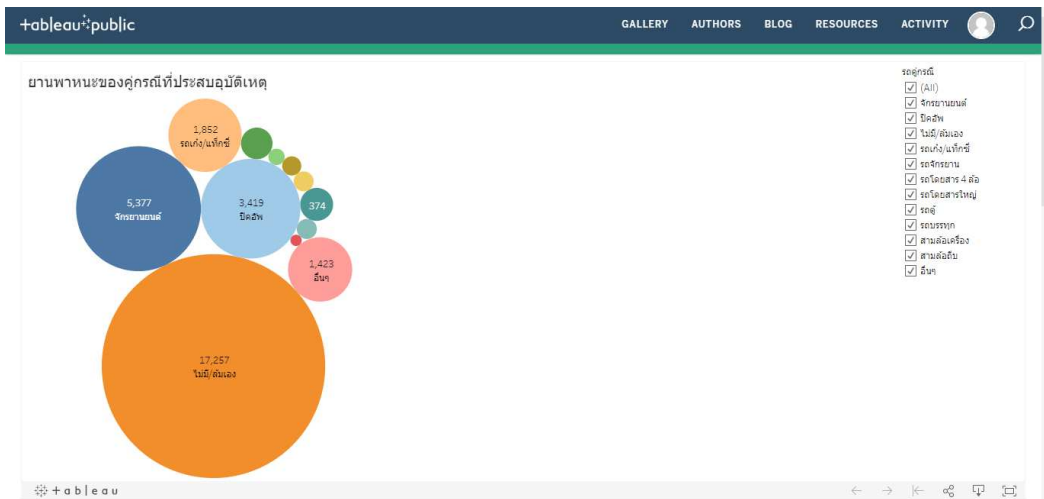 +ableau public
GALLERY AUTHORS BLOG RESOURCES ACTIVITY
ยานพาหนะของคู่กรณีที่ประสบอุบัติเหตุ
1,852
รถเก๋ง/แท็กซี่
5,377
จักรยานยนต์
3,419
ปิคอัพ
374
1,423
อื่นๆ
17,257
ไม่มี/ล้มเอง
รถคู่กรณี
(All)
จักรยานยนต์
ปิคอัพ
ไม่มี/ล้มเอง
รถเก๋ง/แท็กซี่
รถจักรยาน
รถโดยสาร 4 ล้อ
รถโดยสารใหญ่
รถตู้
รถบรรทุก
สามล้อเครื่อง
สามล้อถีบ
อื่นๆ
+ableau